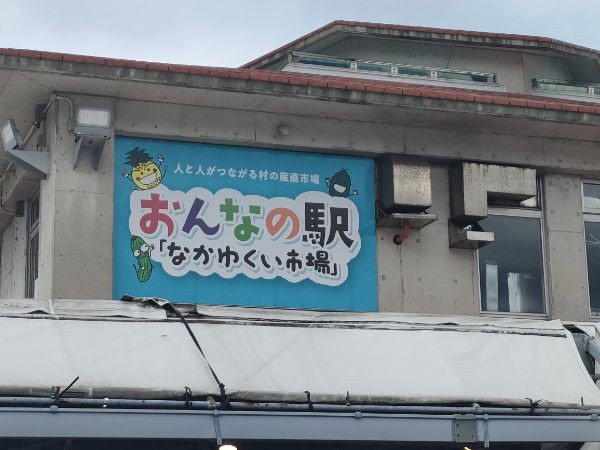 人と人がつながる村の産直市場
おんなの駅
「なかゆくい市場」